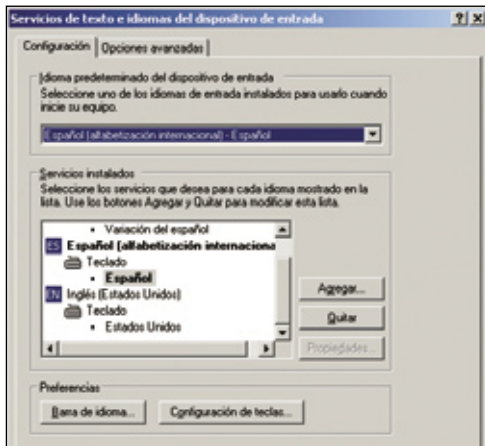 Servicios de texto e idiomas del dispositivo de entrada
Configuración
Opciones avanzadas
Idioma predeterminado del dispositivo de entrada
Seleccione uno de los idiomas de entrada instalados para usarlo cuando
inicie su equipo.
Español (alfabetización internacional) - Español
Servicios instalados
Seleccione los servicios que desea para cada idioma mostrado en la
lista. Use los botones Agregar y Quitar para modificar esta lista.
• Variación del español
ES Español (alfabetización internaciona
Teclado
• Español
EN Inglés (Estados Unidos)
Teclado
• Estados Unidos
Agregar...
Quitar
Propiedades...
Preferencias
Barra de idioma...
Configuración de teclas...